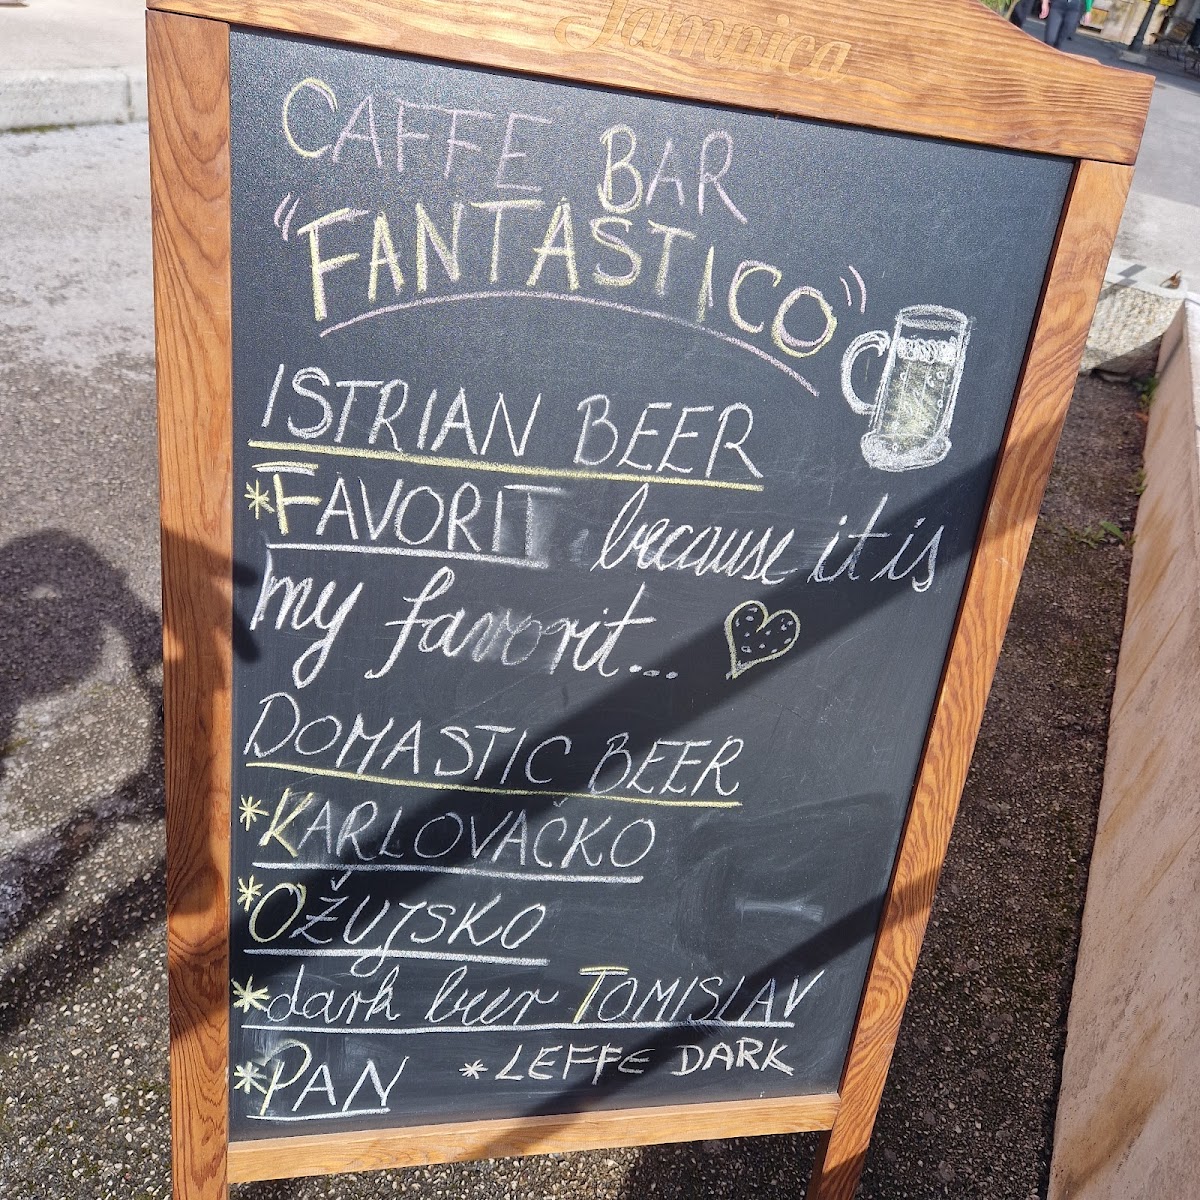 Jamnica
CAFFE BAR
"FANTASTICO"
ISTRIAN BEER
*FAVORIT because it is
my favorit...
DOMASTIC BEER
*KARLOVAČKO
*OŽUJSKO
*dark beer TOMISLAV
*PAN *LEFFE DARK